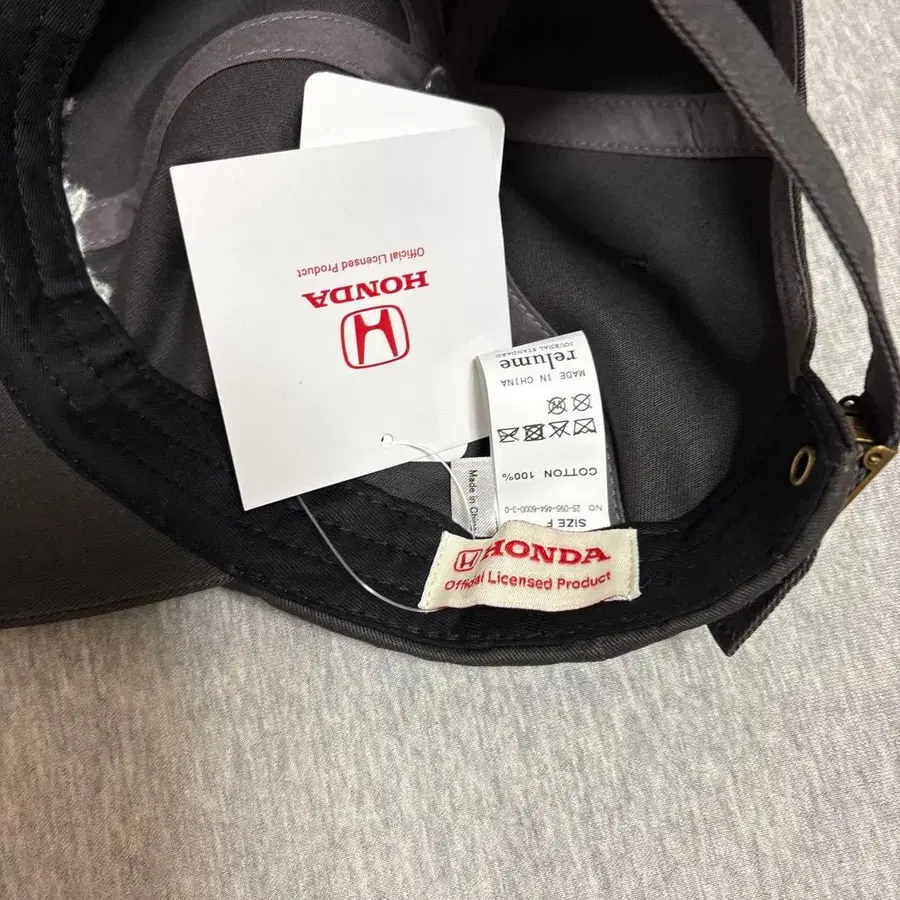 HONDA
Official Licensed Product
relume
JOURNAL STANDARD
MADE IN CHINA
COTTON 100%
NO. 25-095-464-6000-3-0
SIZE F
Made in China
HONDA
Official Licensed Product